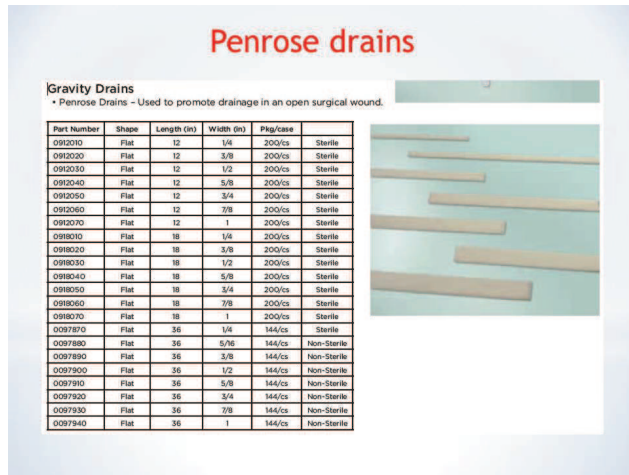 Penrose drains
Gravity Drains
• Penrose Drains – Used to promote drainage in an open surgical wound.
Part Number Shape Length (in) Width (in) Pkg/case
0912010 Flat 12 1/4 200/cs Sterile
0912020 Flat 12 3/8 200/cs Sterile
0912030 Flat 12 1/2 200/cs Sterile
0912040 Flat 12 5/8 200/cs Sterile
0912050 Flat 12 3/4 200/cs Sterile
0912060 Flat 12 7/8 200/cs Sterile
0912070 Flat 12 1 200/cs Sterile
0918010 Flat 18 1/4 200/cs Sterile
0918020 Flat 18 3/8 200/cs Sterile
0918030 Flat 18 1/2 200/cs Sterile
0918040 Flat 18 5/8 200/cs Sterile
0918050 Flat 18 3/4 200/cs Sterile
0918060 Flat 18 7/8 200/cs Sterile
0918070 Flat 18 1 200/cs Sterile
0097870 Flat 36 1/4 144/cs Sterile
0097880 Flat 36 5/16 144/cs Non-Sterile
0097890 Flat 36 3/8 144/cs Non-Sterile
0097900 Flat 36 1/2 144/cs Non-Sterile
0097910 Flat 36 5/8 144/cs Non-Sterile
0097920 Flat 36 3/4 144/cs Non-Sterile
0097930 Flat 36 7/8 144/cs Non-Sterile
0097940 Flat 36 1 144/cs Non-Sterile